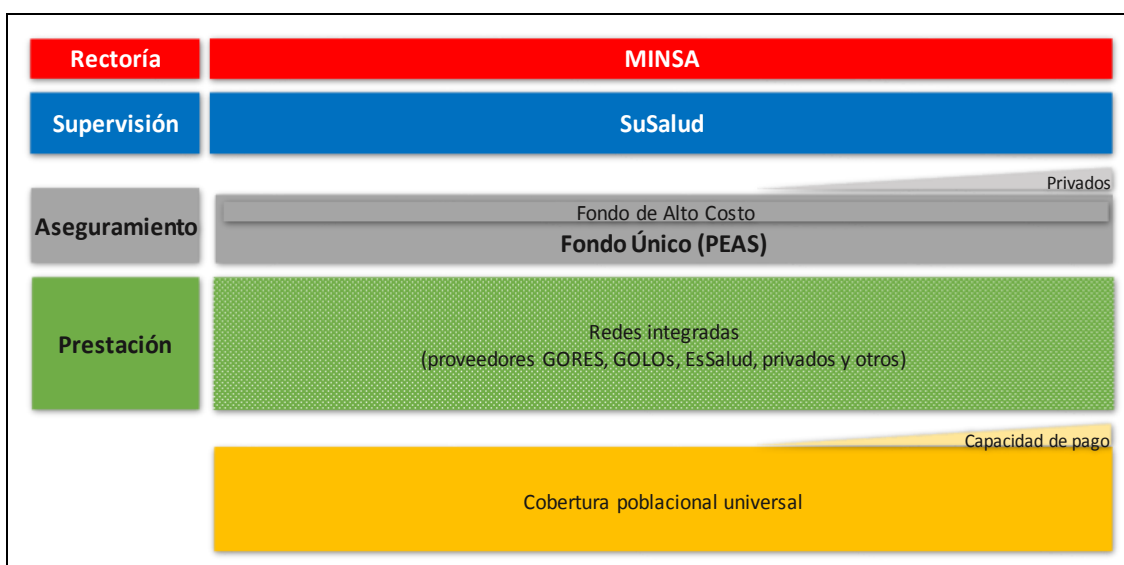 Rectoría
MINSA
Supervisión
SuSalud
Privados
Aseguramiento
Fondo de Alto Costo
Fondo Único (PEAS)
Prestación
Redes integradas
(proveedores GORES, GOLOs, EsSalud, privados y otros)
Capacidad de pago
Cobertura poblacional universal